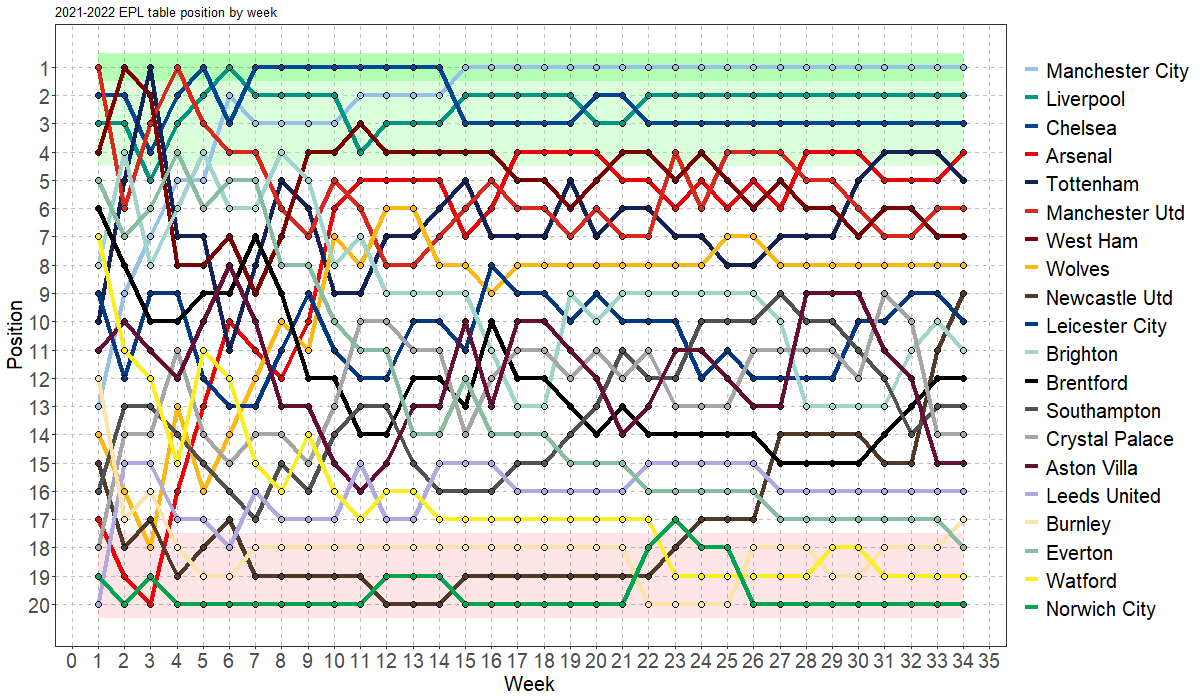 2021-2022 EPL table position by week
Position
1
2
3
4
5
6
7
8
9
10
11
12
13
14
15
16
17
18
19
20
0 1 2 3 4 5 6 7 8 9 10 11 12 13 14 15 16 17 18 19 20 21 22 23 24 25 26 27 28 29 30 31 32 33 34 35
Week
Manchester City
Liverpool
Chelsea
Arsenal
Tottenham
Manchester Utd
West Ham
Wolves
Newcastle Utd
Leicester City
Brighton
Brentford
Southampton
Crystal Palace
Aston Villa
Leeds United
Burnley
Everton
Watford
Norwich City